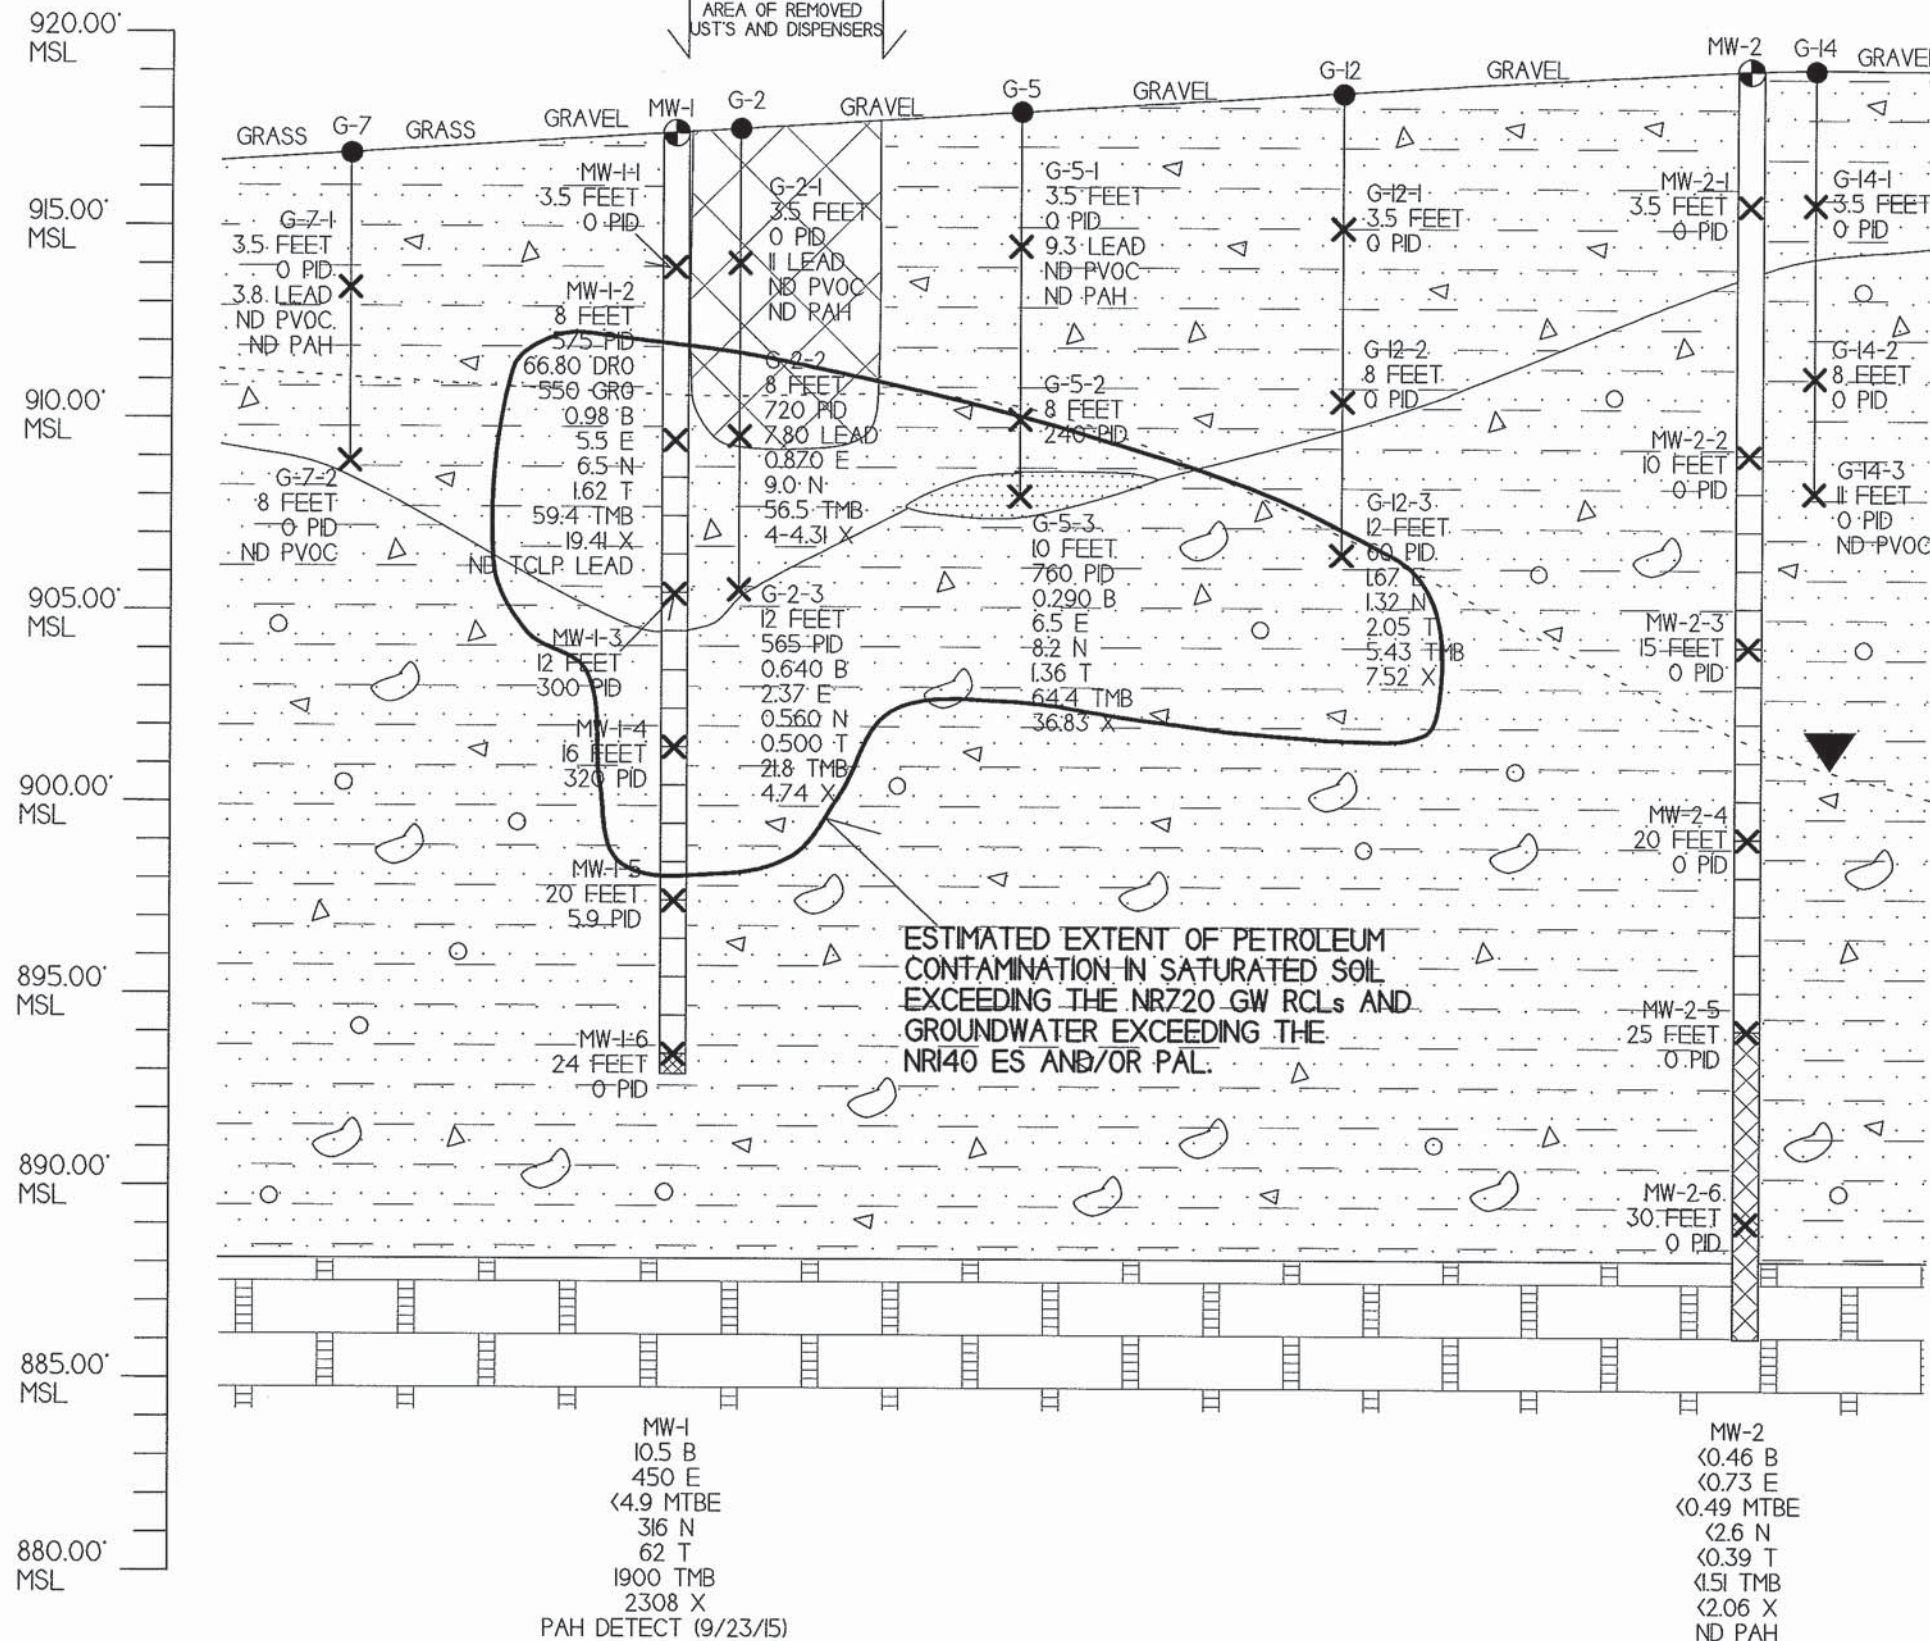 920.00'
MSL
915.00'
MSL
910.00'
MSL
905.00'
MSL
900.00'
MSL
895.00'
MSL
890.00'
MSL
885.00'
MSL
880.00'
MSL
AREA OF REMOVED
UST'S AND DISPENSERS
GRASS
G-7
GRASS
GRAVEL
MW-1
G-2
GRAVEL
G-5
GRAVEL
G-12
GRAVEL
MW-2
G-14
GRAVEL
G-7-1
3.5 FEET
0 PID
3.8 LEAD
ND PVOC
ND PAH
G-7-2
8 FEET
0 PID
ND PVOC
MW-1-1
3.5 FEET
0 PID
MW-1-2
8 FEET
575 PID
66.80 DRO
550 GRO
0.98 B
5.5 E
6.5 N
1.62 T
59.4 TMB
19.41 X
ND TCLP LEAD
MW-1-3
12 FEET
300 PID
MW-1-4
16 FEET
320 PID
MW-1-5
20 FEET
5.9 PID
MW-1-6
24 FEET
0 PID
G-2-1
3.5 FEET
0 PID
11 LEAD
ND PVOC
ND PAH
G-2-2
8 FEET
720 PID
7.80 LEAD
0.870 E
9.0 N
56.5 TMB
4-4.31 X
G-2-3
12 FEET
565 PID
0.640 B
2.37 E
0.560 N
0.500 T
21.8 TMB
4.74 X
G-5-1
3.5 FEET
0 PID
9.3 LEAD
ND PVOC
ND PAH
G-5-2
8 FEET
240 PID
G-5-3
10 FEET
760 PID
0.290 B
6.5 E
8.2 N
1.36 T
64.4 TMB
36.83 X
G-12-1
3.5 FEET
0 PID
G-12-2
8 FEET
0 PID
G-12-3
12 FEET
60 PID
1.67 E
1.32 N
2.05 T
5.43 TMB
7.52 X
MW-2-1
3.5 FEET
0 PID
MW-2-2
10 FEET
0 PID
MW-2-3
15 FEET
0 PID
MW-2-4
20 FEET
0 PID
MW-2-5
25 FEET
0 PID
MW-2-6
30 FEET
0 PID
G-14-1
3.5 FEET
0 PID
G-14-2
8 FEET
0 PID
G-14-3
11 FEET
0 PID
ND PVOC
ESTIMATED EXTENT OF PETROLEUM
CONTAMINATION IN SATURATED SOIL
EXCEEDING THE NR720 GW RCLs AND
GROUNDWATER EXCEEDING THE
NR140 ES AND/OR PAL.
MW-1
10.5 B
450 E
<4.9 MTBE
316 N
62 T
1900 TMB
2308 X
PAH DETECT (9/23/15)
MW-2
<0.46 B
<0.73 E
<0.49 MTBE
<2.6 N
<0.39 T
<1.51 TMB
<2.06 X
ND PAH